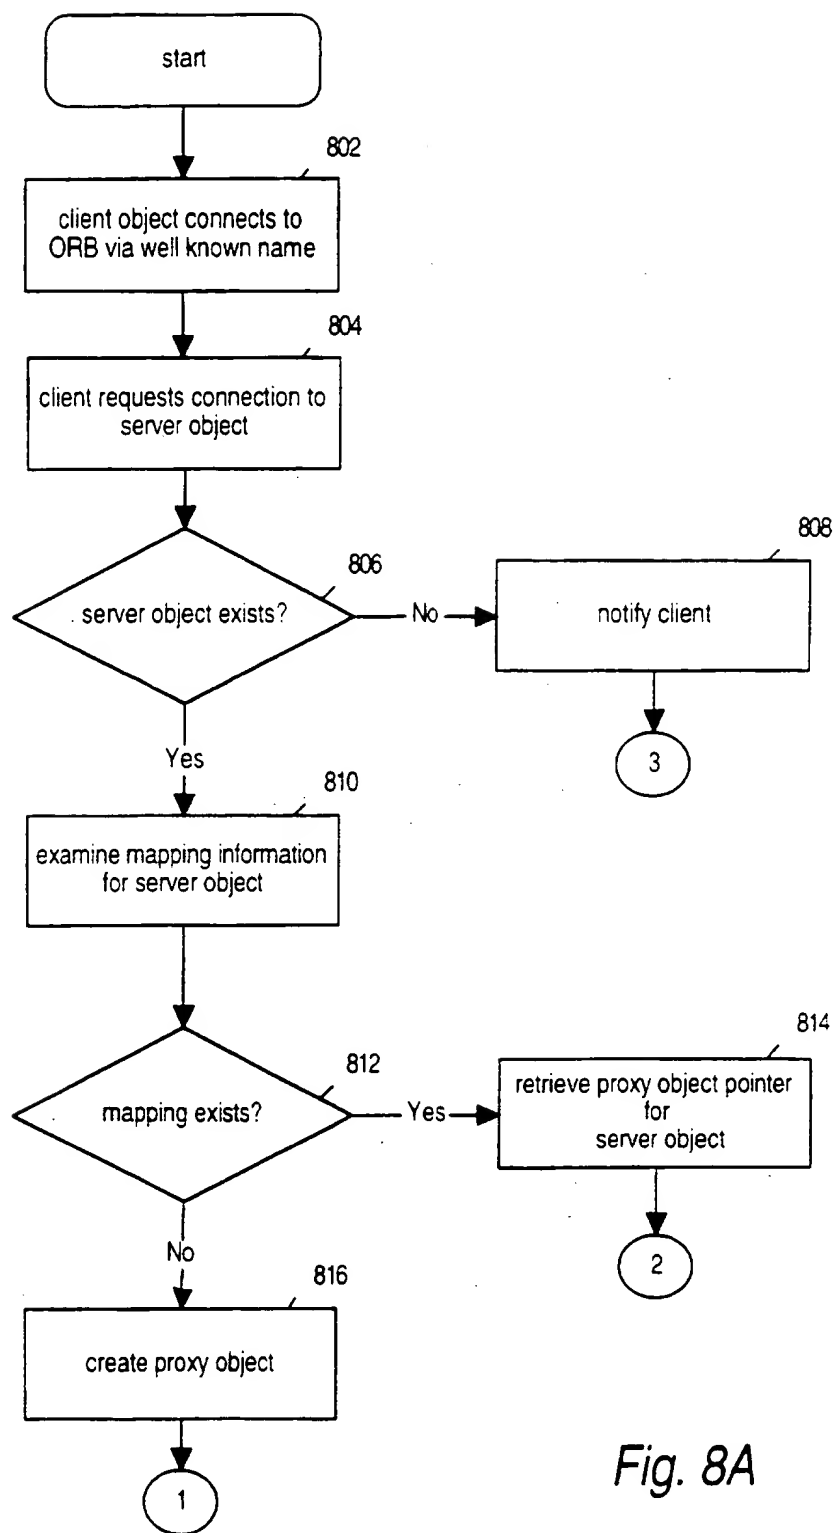 start
802
client object connects to
ORB via well known name
804
client requests connection to
server object
806
server object exists?
No
808
notify client
3
Yes
810
examine mapping information
for server object
812
mapping exists?
Yes
814
retrieve proxy object pointer
for
server object
2
No
816
create proxy object
1
Fig. 8A